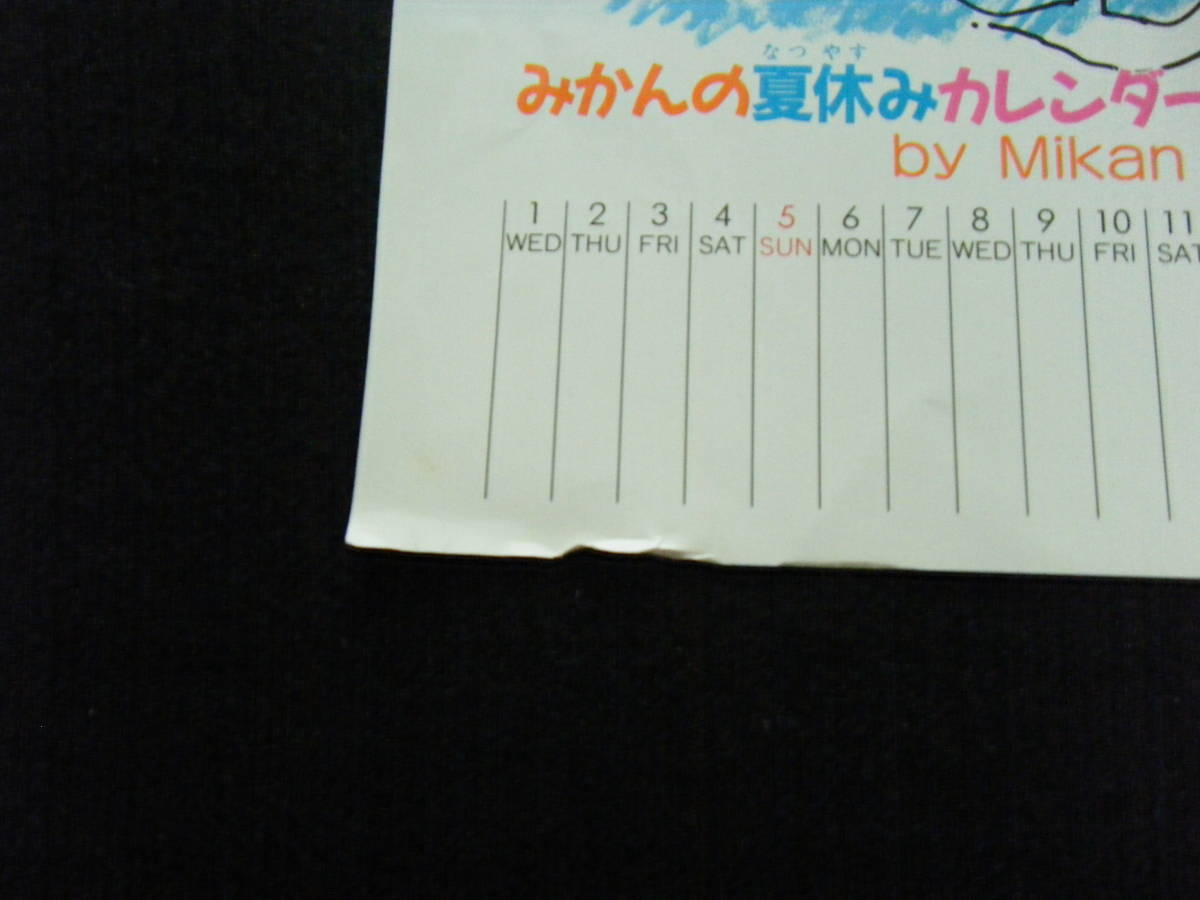 なつ やす
みかんの夏休みカレンダー
by Mikan
1 2 3 4 5 6 7 8 9 10 11
WED THU FRI SAT SUN MON TUE WED THU FRI SAT